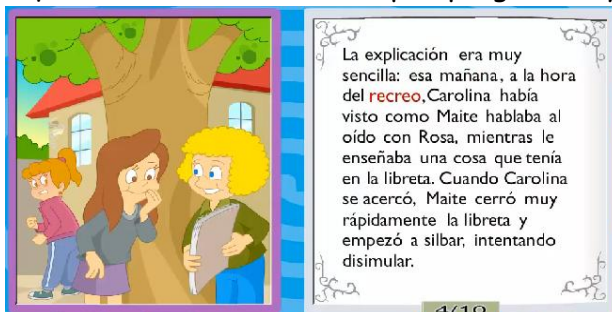 La explicación era muy
sencilla: esa mañana, a la hora
del recreo,Carolina había
visto como Maite hablaba al
oído con Rosa, mientras le
enseñaba una cosa que tenía
en la libreta. Cuando Carolina
se acercó, Maite cerró muy
rápidamente la libreta y
empezó a silbar, intentando
disimular.